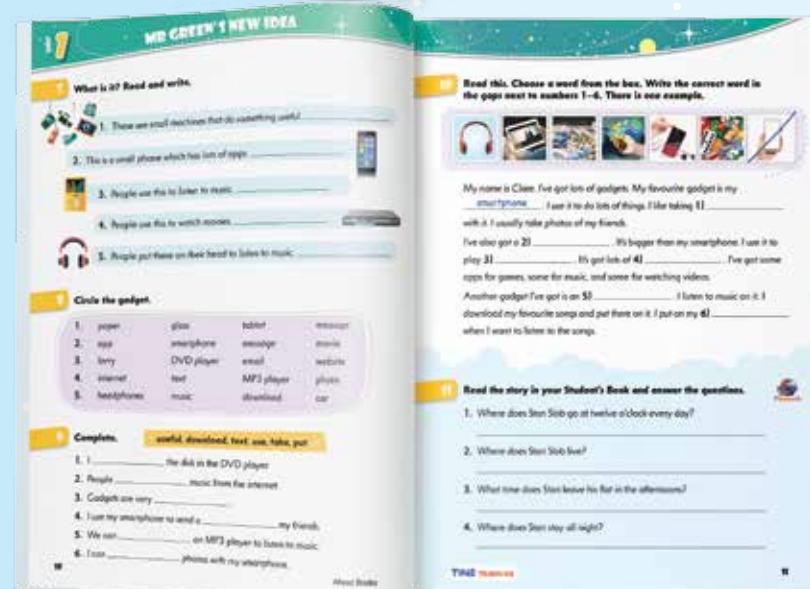 MR GREEN'S NEW IDEA
What is it? Read and write.
1. These are small machines that do something useful.
2. This is a small phone which has lots of apps.
3. People use this to listen to music.
4. People use this to watch movies.
5. People put these on their head to listen to music.
Circle the gadget.
1. paper glass tablet message
2. app smartphone message movie
3. lorry DVD player email website
4. internet text MP3 player photo
5. headphones music download car
9 Complete.
useful, download, text, use, take, put
1. I the disk in the DVD player
2. People music from the internet
3. Gadgets are very .
4. I use my smartphone to send a my friends.
5. We can an MP3 player to listen to music.
6. I can photos with my smartphone.
10
10 Read this. Choose a word from the box. Write the correct word in
the gaps next to numbers 1–6. There is one example.
My name is Clare. I've got lots of gadgets. My favourite gadget is my
smartphone . I use it to do lots of things. I like taking 1)
with it. I usually take photos of my friends.
I've also got a 2) . It's bigger than my smartphone. I use it to
play 3) . It's got lots of 4) . I've got some
apps for games, some for music, and some for watching videos.
Another gadget I've got is an 5) . I listen to music on it. I
download my favourite songs and put them on it. I put on my 6)
when I want to listen to the songs.
11 Read the story in your Student's Book and answer the questions.
1. Where does Stan Slob go at twelve o'clock every day?
2. Where does Stan Slob live?
3. What time does Stan leave his flat in the afternoons?
4. Where does Stan stay all night?
TIME TRAVELLER
11